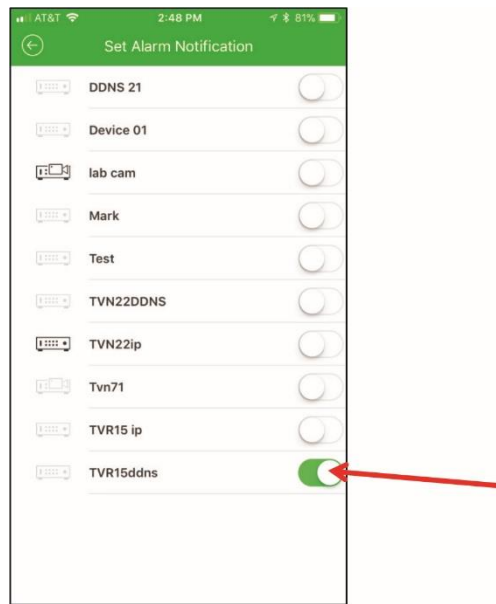 AT&T 2:48 PM 81%
Set Alarm Notification
DDNS 21
Device 01
lab cam
Mark
Test
TVN22DDNS
TVN22ip
Tvn71
TVR15 ip
TVR15ddns